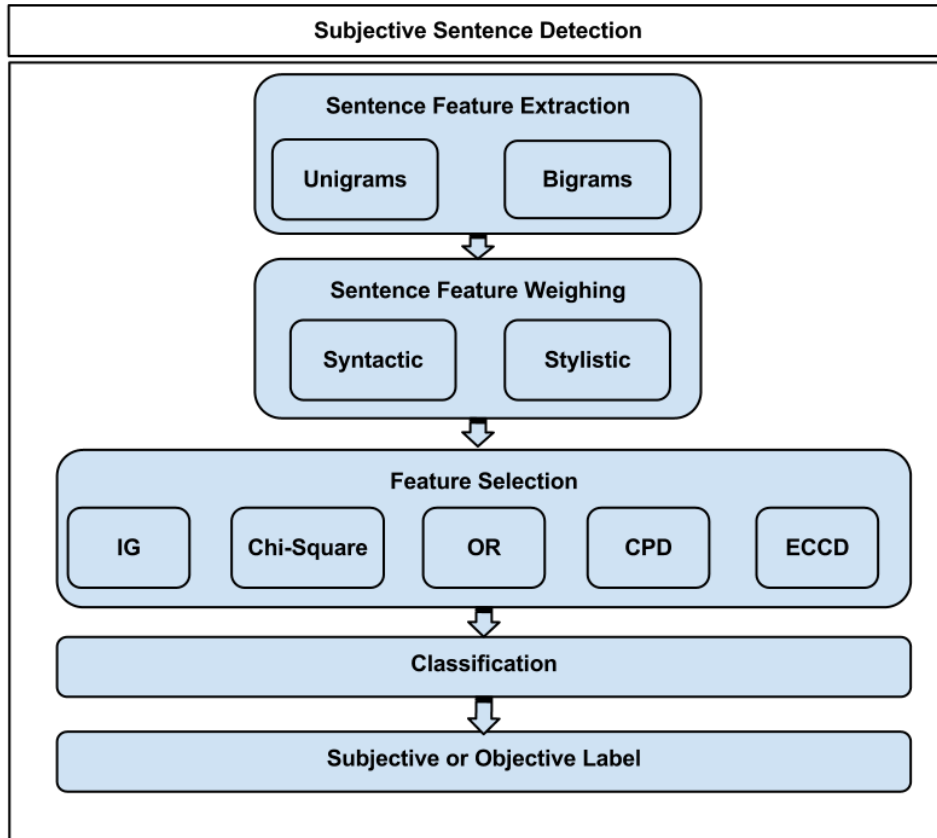 Subjective Sentence Detection
Sentence Feature Extraction
Unigrams
Bigrams
Sentence Feature Weighing
Syntactic
Stylistic
Feature Selection
IG
Chi-Square
OR
CPD
ECCD
Classification
Subjective or Objective Label